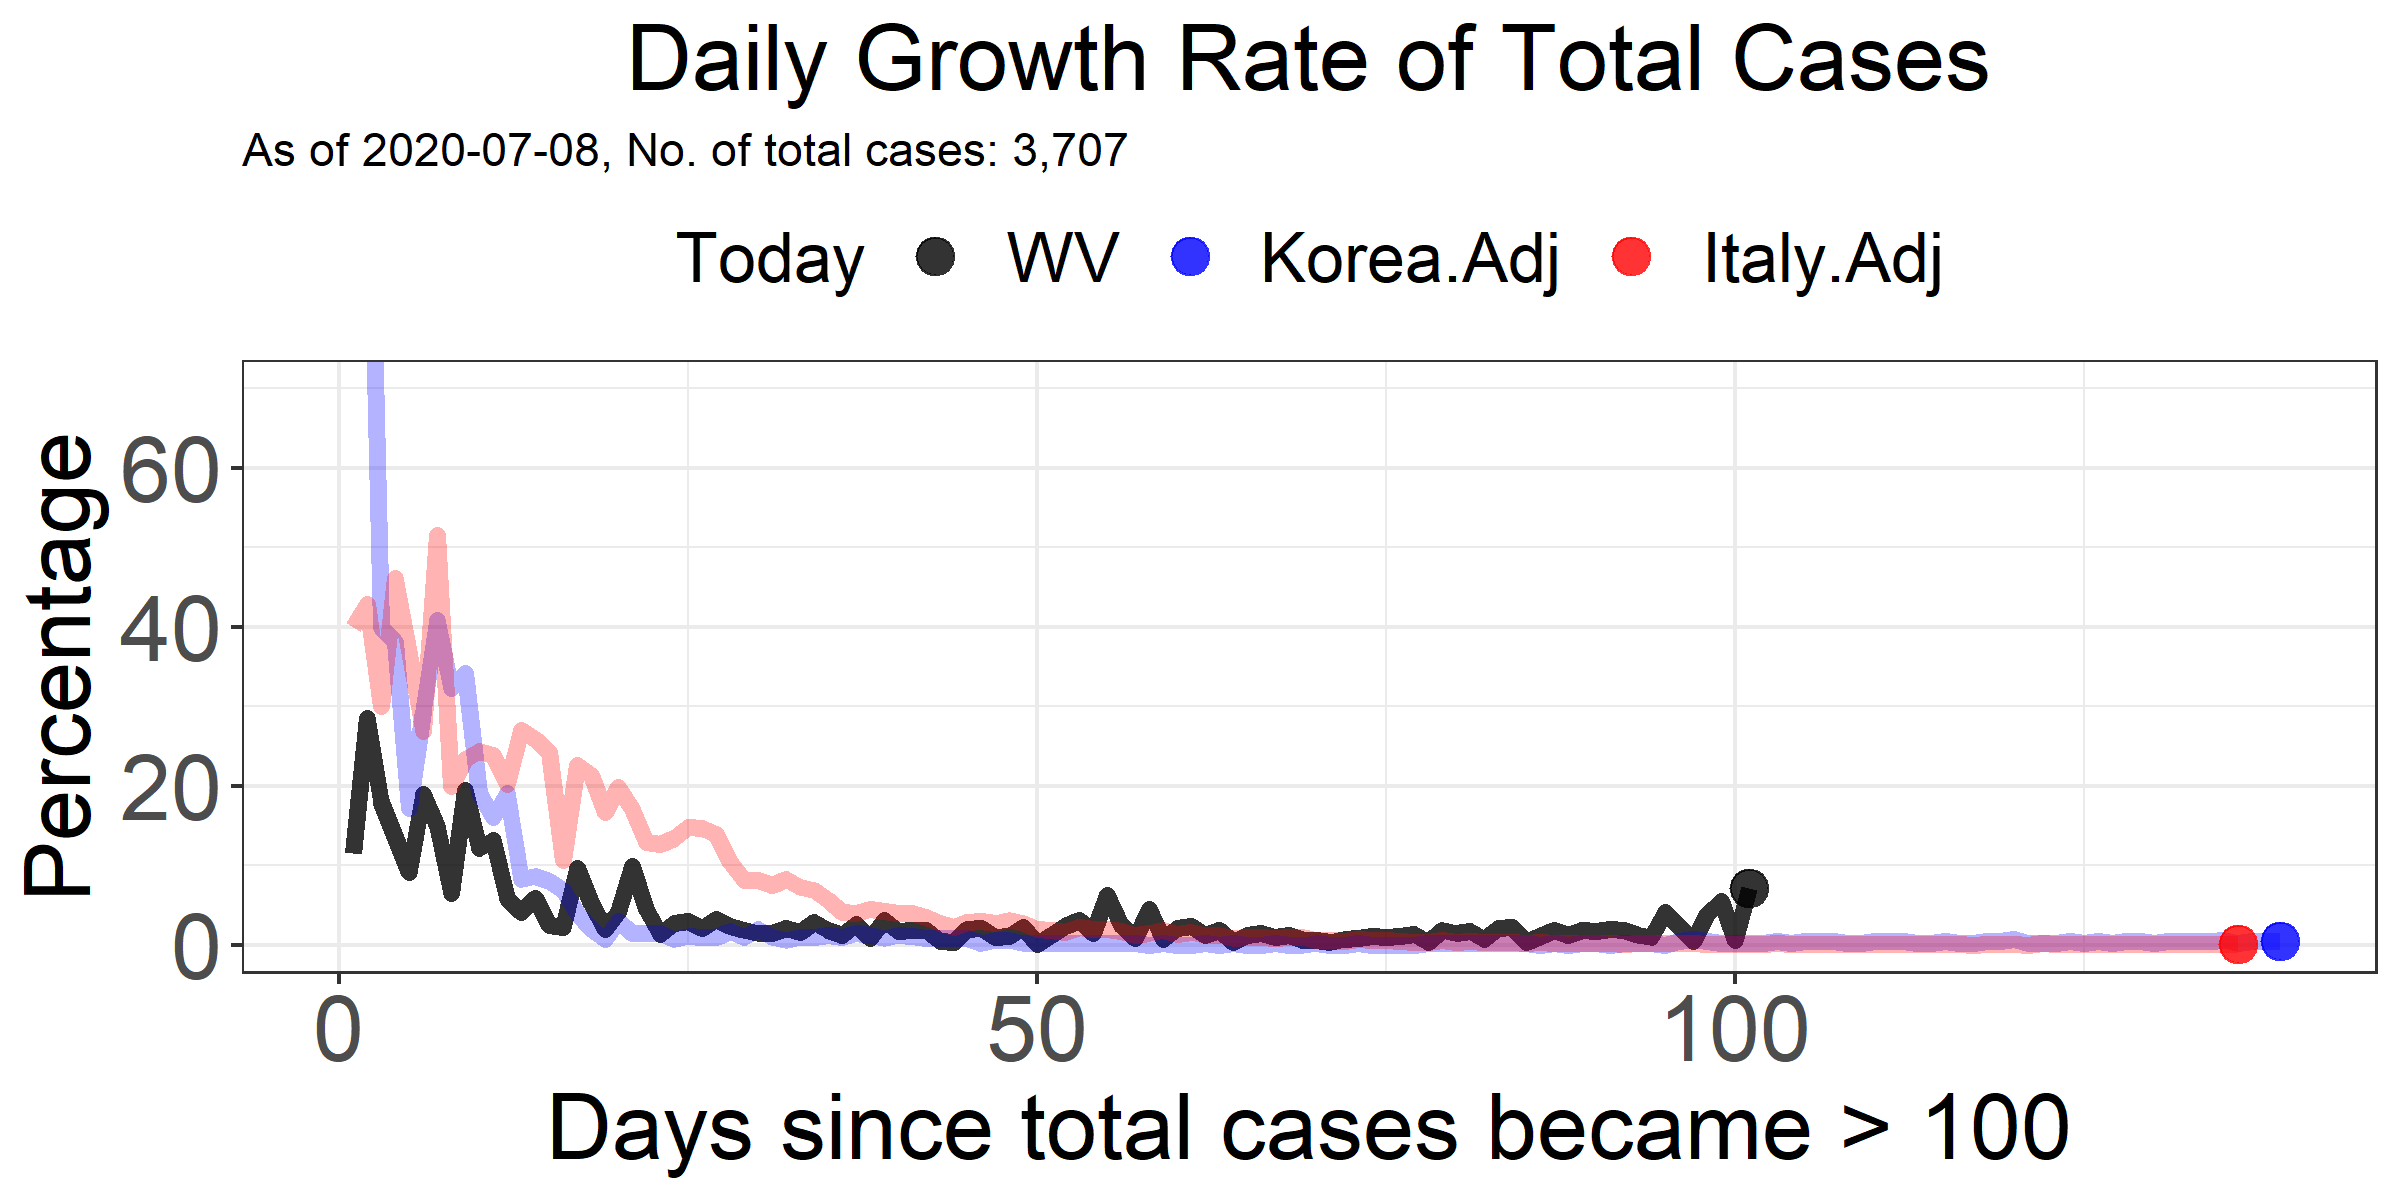 Daily Growth Rate of Total Cases
As of 2020-07-08, No. of total cases: 3,707
Today WV Korea.Adj Italy.Adj
Percentage
60
40
20
0
0 50 100
Days since total cases became > 100